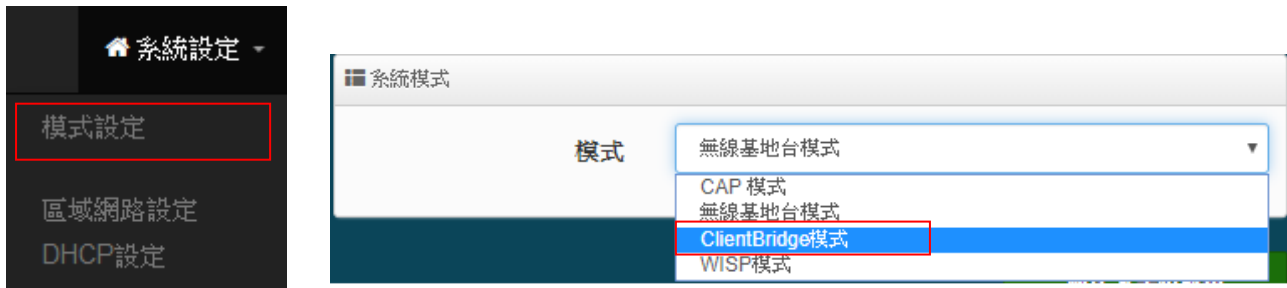 系統設定
模式設定
區域網路設定
DHCP設定
系統模式
模式
無線基地台模式
CAP 模式
無線基地台模式
ClientBridge模式
WISP模式